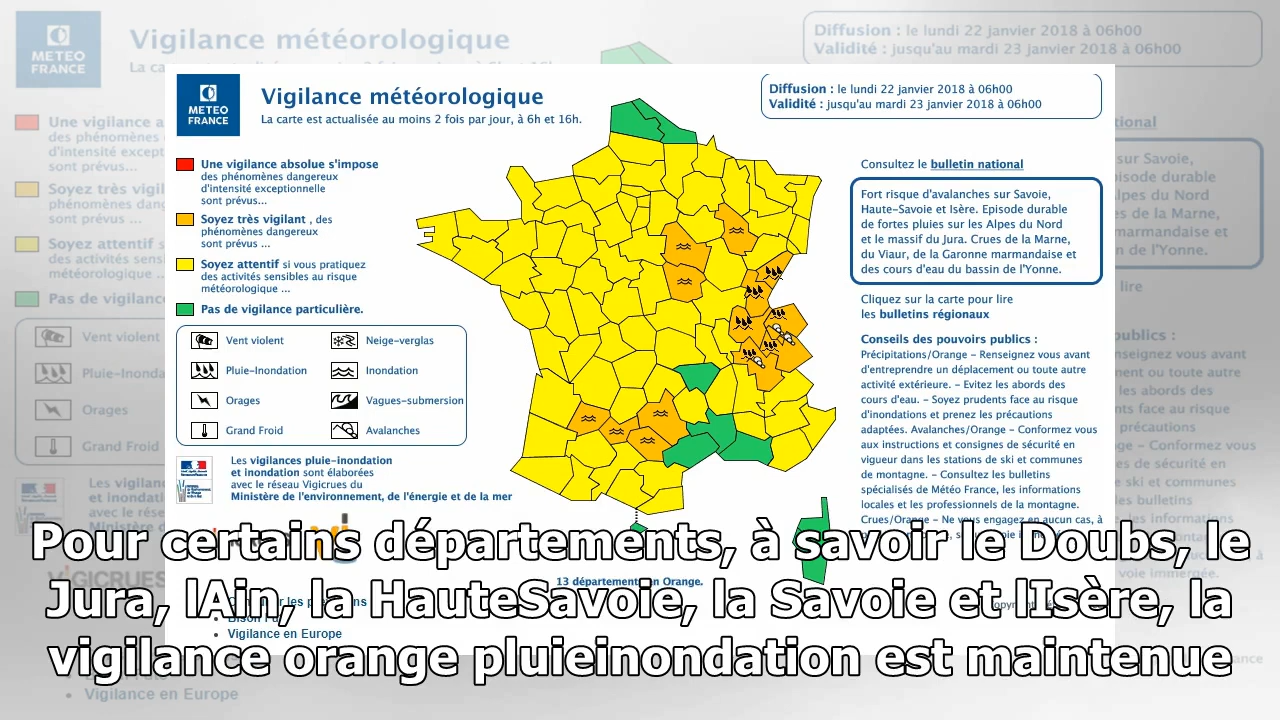 METEO
FRANCE
Vigilance météorologique
La carte est actualisée au moins 2 fois par jour, à 6h et 16h.
Diffusion : le lundi 22 janvier 2018 à 06h00
Validité : jusqu'au mardi 23 janvier 2018 à 06h00
Une vigilance absolue s'impose
des phénomènes dangereux
d'intensité exceptionnelle
sont prévus...
Soyez très vigilant , des
phénomènes dangereux
sont prévus ...
Soyez attentif si vous pratiquez
des activités sensibles au risque
météorologique ...
Pas de vigilance particulière.
Vent violent
Neige-verglas
Pluie-Inondation
Inondation
Orages
Vagues-submersion
Grand Froid
Avalanches
Les vigilances pluie-inondation
et inondation sont élaborées
avec le réseau Vigicrues du
Ministère de l'environnement, de l'énergie et de la mer
Consultez le bulletin national
Fort risque d'avalanches sur Savoie,
Haute-Savoie et Isère. Episode durable
de fortes pluies sur les Alpes du Nord
et le massif du Jura. Crues de la Marne,
du Viaur, de la Garonne marmandaise et
des cours d'eau du bassin de l'Yonne.
Cliquez sur la carte pour lire
les bulletins régionaux
Conseils des pouvoirs publics :
Précipitations/Orange – Renseignez vous avant
d'entreprendre un déplacement ou toute autre
activité extérieure. – Evitez les abords des
cours d'eau. – Soyez prudents face au risque
d'inondations et prenez les précautions
adaptées. Avalanches/Orange – Conformez vous
aux instructions et consignes de sécurité en
vigueur dans les stations de ski et communes
de montagne. – Consultez les bulletins
spécialisés de Météo France, les informations
locales et les professionnels de la montagne.
Crues/Orange – Ne vous engagez en aucun cas, à
13 départements en Orange.
Vigilance en Europe
Pour certains départements, à savoir le Doubs, le
Jura, lAin, la HauteSavoie, la Savoie et lIsère, la
vigilance orange pluieinondation est maintenue